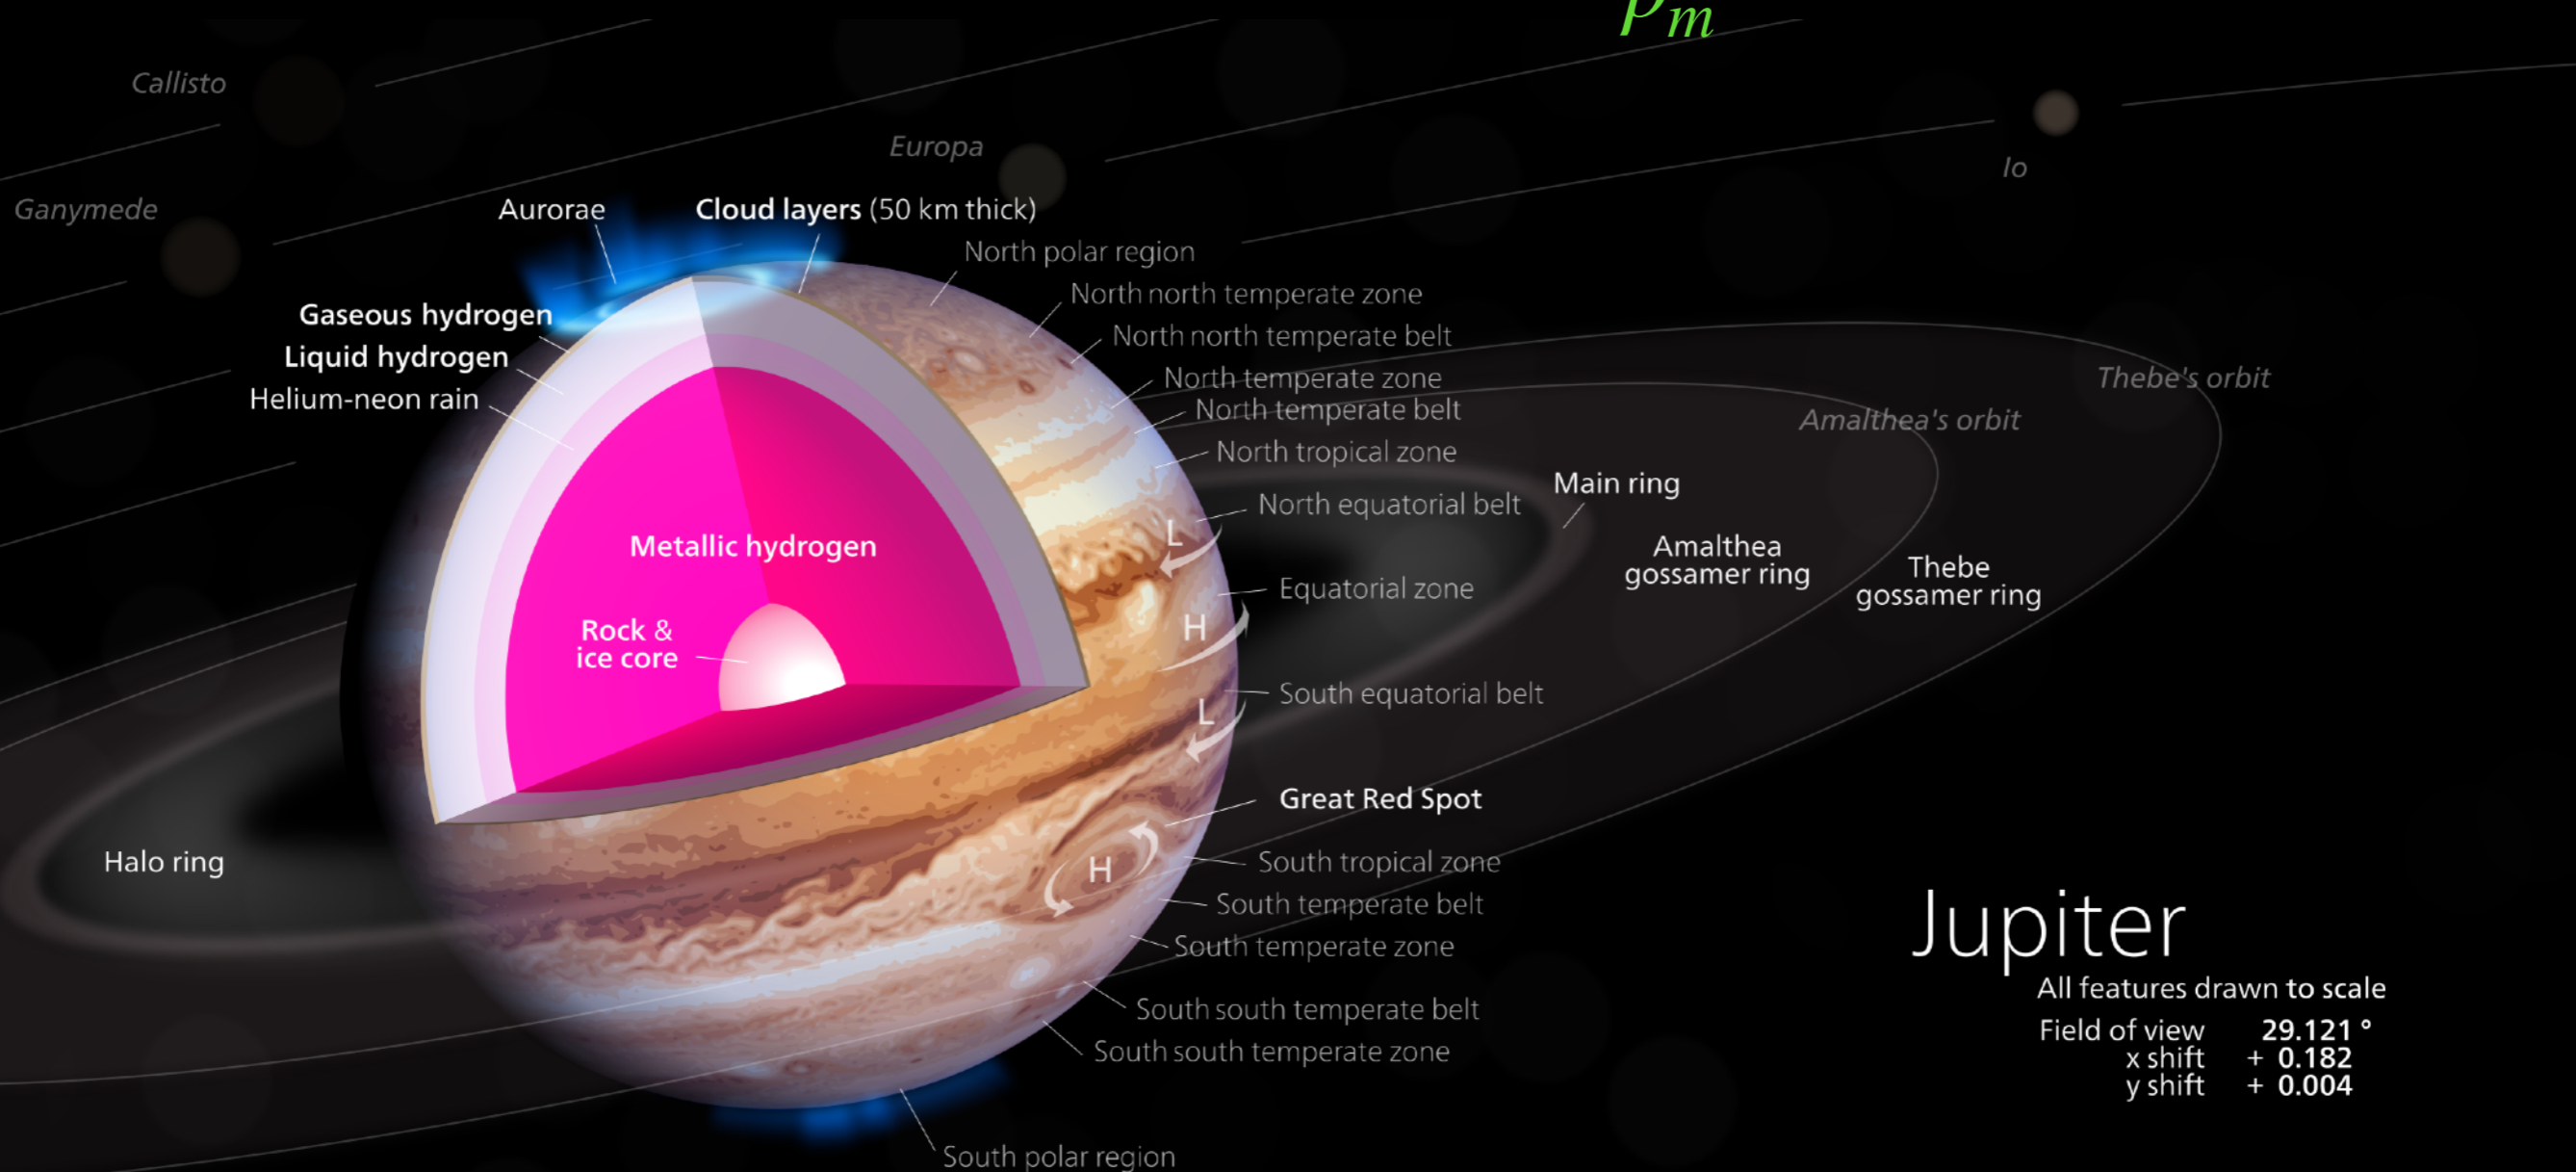 ρm
Callisto
Europa
Io
Ganymede
Aurorae
Cloud layers (50 km thick)
North polar region
North north temperate zone
Gaseous hydrogen
North north temperate belt
Liquid hydrogen
North temperate zone
Thebe's orbit
Helium-neon rain
North temperate belt
Amalthea's orbit
North tropical zone
Main ring
North equatorial belt
L
Metallic hydrogen
Amalthea
gossamer ring
Thebe
gossamer ring
Equatorial zone
H
Rock &
ice core
South equatorial belt
L
Great Red Spot
Halo ring
H
South tropical zone
South temperate belt
South temperate zone
South south temperate belt
South south temperate zone
South polar region
Jupiter
All features drawn to scale
Field of view 29.121 °
x shift + 0.182
y shift + 0.004